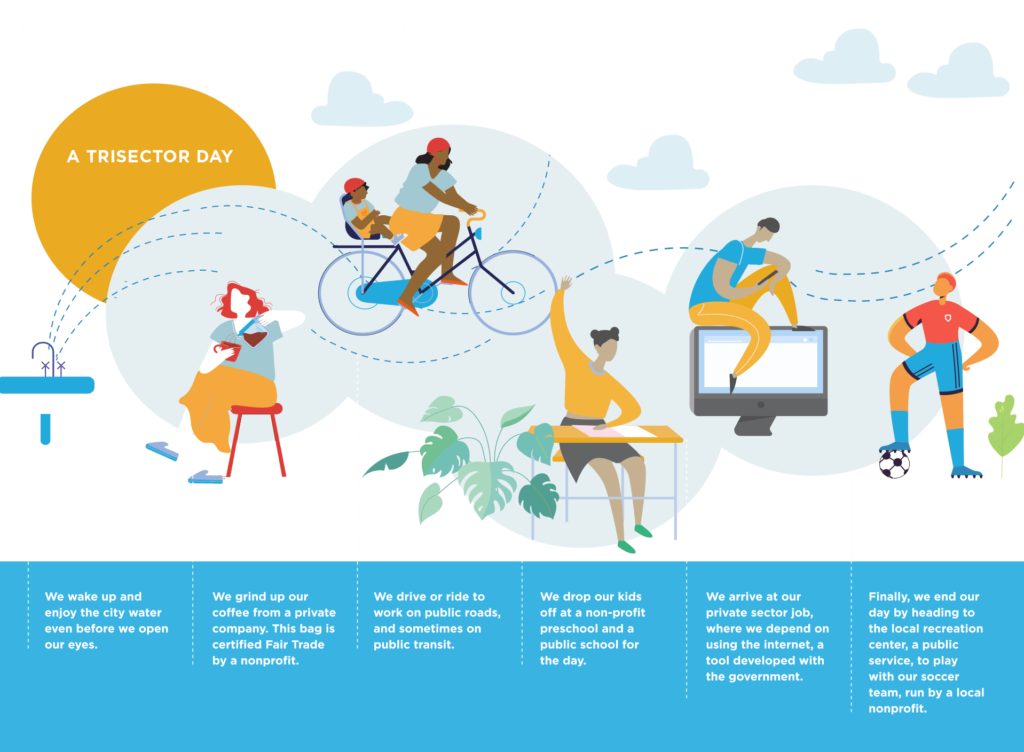 A TRISECTOR DAY
We wake up and
enjoy the city water
even before we open
our eyes.
We grind up our
coffee from a private
company. This bag is
certified Fair Trade
by a nonprofit.
We drive or ride to
work on public roads,
and sometimes on
public transit.
We drop our kids
off at a non-profit
preschool and a
public school for
the day.
We arrive at our
private sector job,
where we depend on
using the internet, a
tool developed with
the government.
Finally, we end our
day by heading to
the local recreation
center, a public
service, to play
with our soccer
team, run by a local
nonprofit.